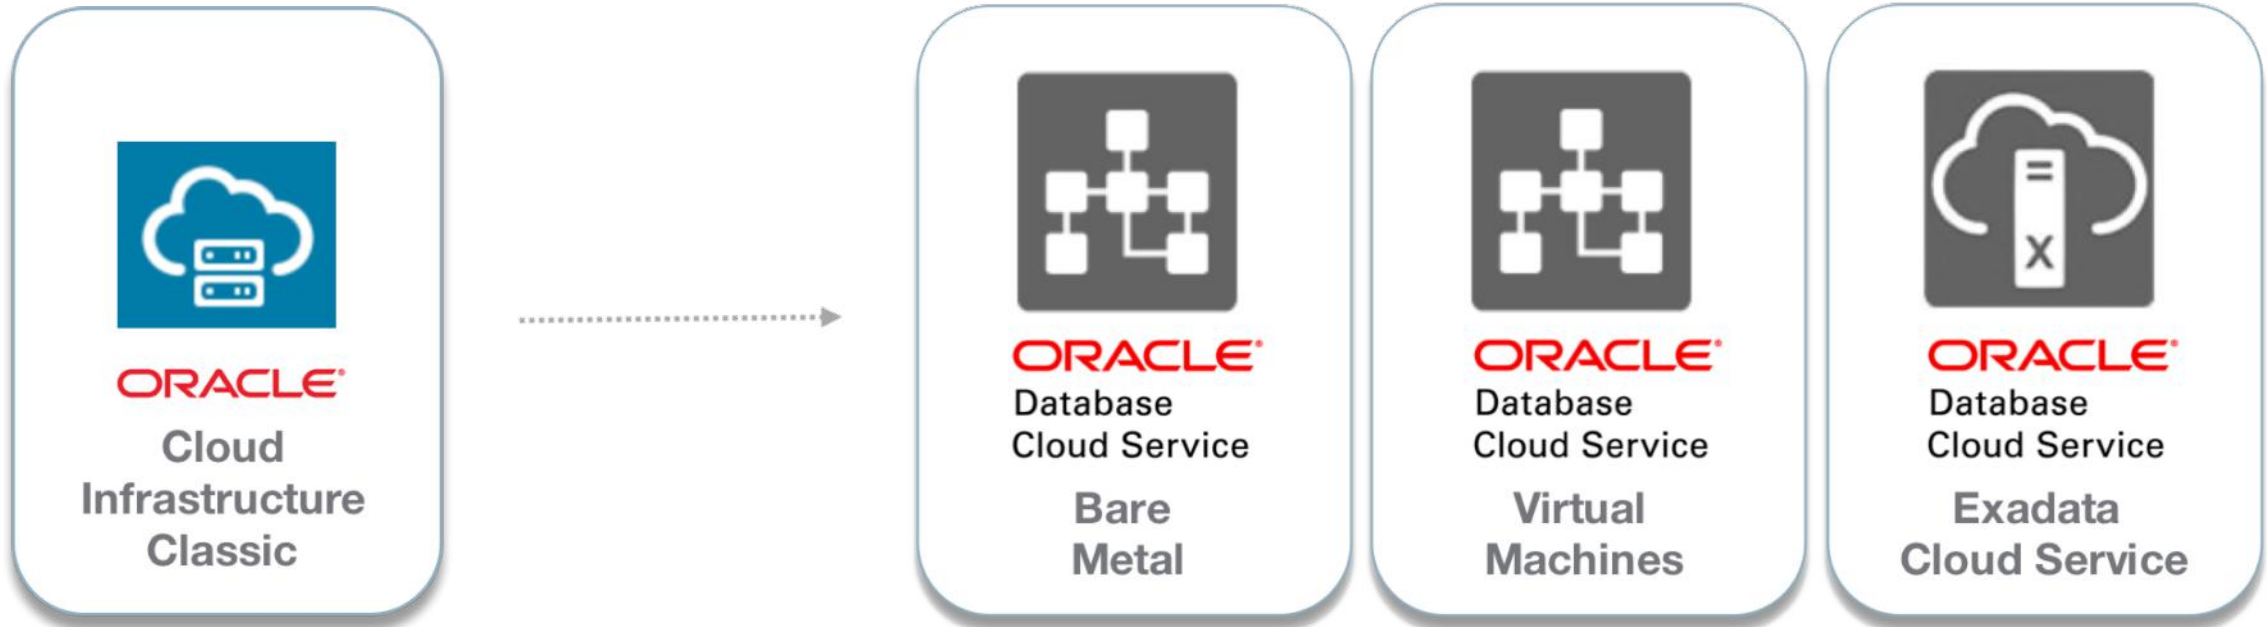 ORACLE®
Cloud
Infrastructure
Classic
X
ORACLE®
Database
Cloud Service
Bare
Metal
ORACLE®
Database
Cloud Service
Virtual
Machines
ORACLE®
Database
Cloud Service
Exadata
Cloud Service